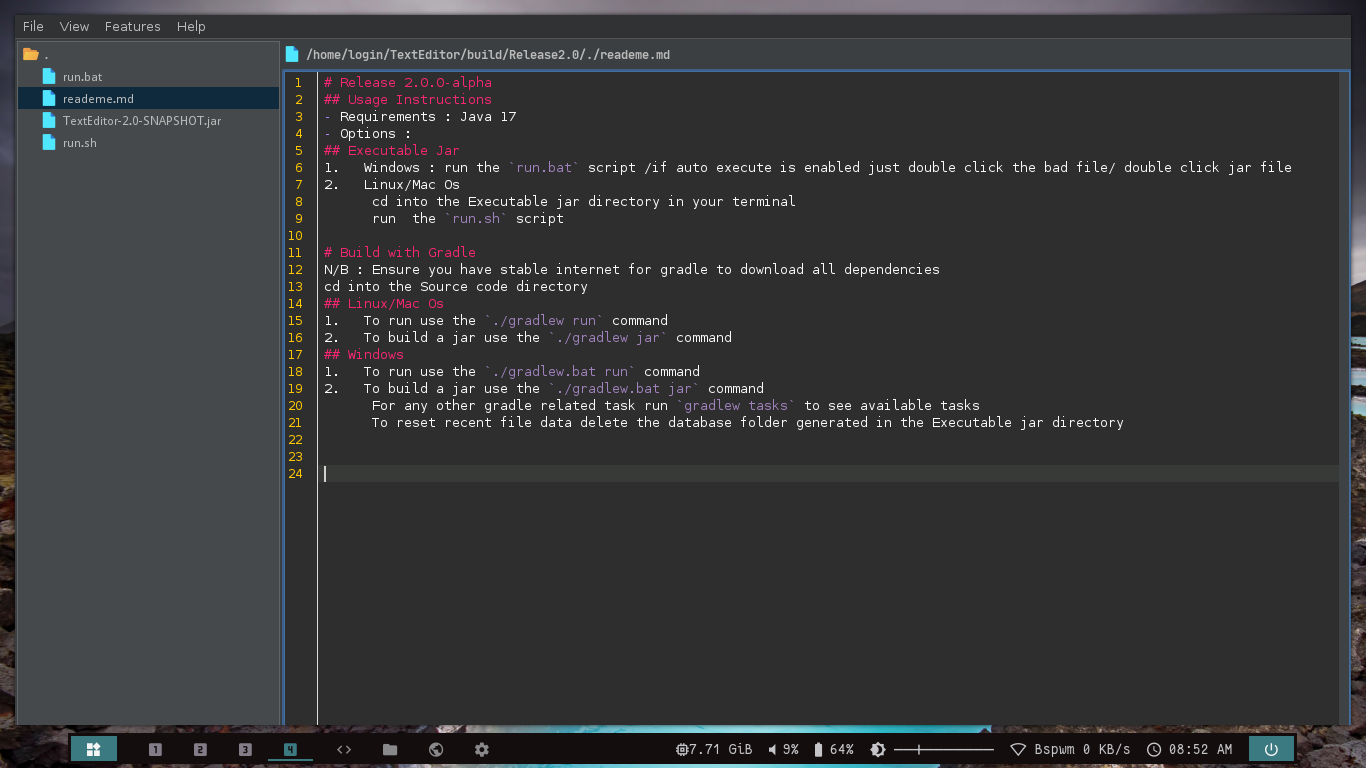 File View Features Help
.
run.bat
reademe.md
TextEditor-2.0-SNAPSHOT.jar
run.sh
/home/login/TextEditor/build/Release2.0/./reademe.md
1 # Release 2.0.0-alpha
2 ## Usage Instructions
3 - Requirements : Java 17
4 - Options :
5 ## Executable Jar
6 1.   Windows : run the `run.bat` script /if auto execute is enabled just double click the bad file/ double click jar file
7 2.   Linux/Mac Os
8       cd into the Executable jar directory in your terminal
9       run  the `run.sh` script
10
11 # Build with Gradle
12 N/B : Ensure you have stable internet for gradle to download all dependencies
13 cd into the Source code directory
14 ## Linux/Mac Os
15 1.   To run use the `./gradlew run` command
16 2.   To build a jar use the `./gradlew jar` command
17 ## Windows
18 1.   To run use the `./gradlew.bat run` command
19 2.   To build a jar use the `./gradlew.bat jar` command
20       For any other gradle related task run `gradlew tasks` to see available tasks
21       To reset recent file data delete the database folder generated in the Executable jar directory
22
23
24
1 2 3 4 <> 7.71 GiB 9% 64% Bspwm 0 KB/s 08:52 AM